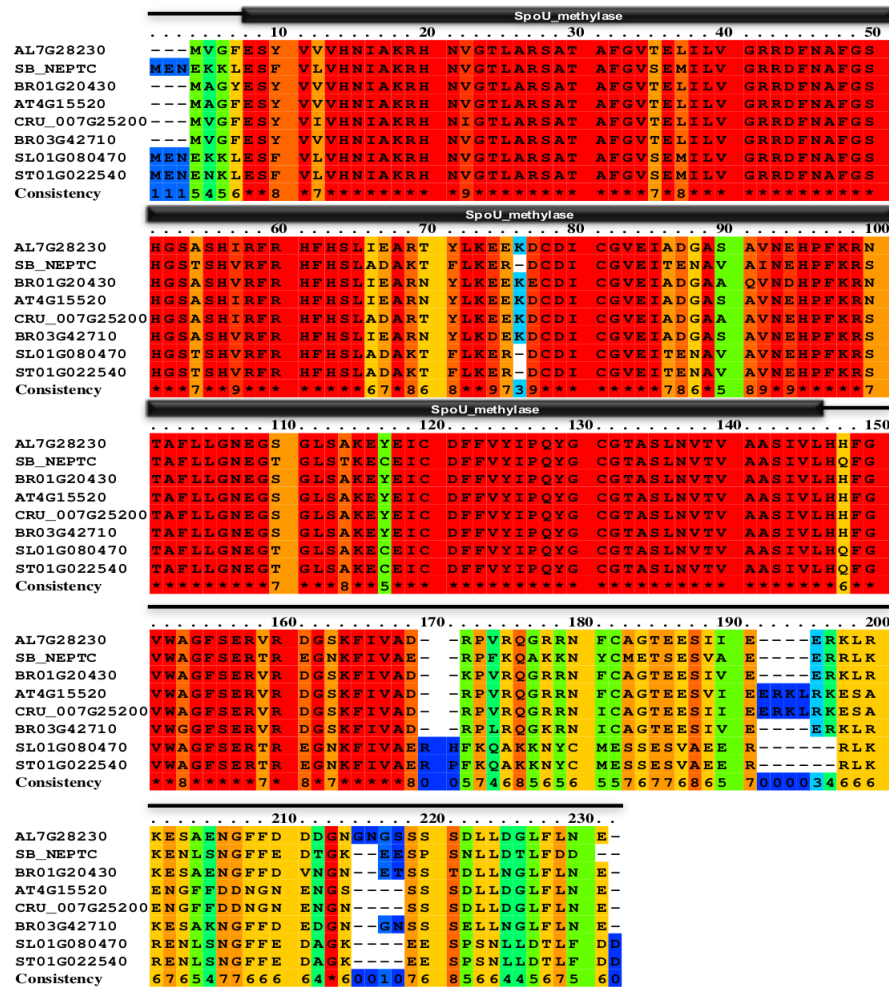 SpoU_methylase
. . . . . . . . . 10 . . . . . . . . . 20 . . . . . . . . . 30 . . . . . . . . . 40 . . . . . . . . . 50
AL7G28230 ---MVGFESY VVVHNIAKRH NVGTLARSAT AFGVTELILV GRRDFNAFGS
SB_NEPTC MENEKKLESF VLVHNIAKRH NVGTLARSAT AFGVSEMILV GRRDFNAFGS
BR01G20430 ---MAGYESY VVVHNIAKRH NVGTLARSAT AFGVTELILV GRRDFNAFGS
AT4G15520 ---MAGFESY VVVHNIAKRH NVGTLARSAT AFGVTELILV GRRDFNAFGS
CRU_007G25200 ---MVGFESY VVIHNIAKRH NIGTLARSAT AFGVTELILV GRRDFNAFGS
BR03G42710 ---MVGFESY VVVHNIAKRH NVGTLARSAT AFGVTELILV GRRDFNAFGS
SL01G080470 MENEKKLESF VLVHNIAKRH NVGTLARSAT AFGVSEMILV GRRDFNAFGS
ST01G022540 MENENKLESF VLVHNIAKRH NVGTLARSAT AFGVSEMILV GRRDFNAFGS
Consistency 1115456**8 *7******** *9******** *****7*8** **********
SpoU_methylase
. . . . . . . . . 60 . . . . . . . . . 70 . . . . . . . . . 80 . . . . . . . . . 90 . . . . . . . . . 100
AL7G28230 HGSASHIRFR HFHSLIEART YLKEEKDCDI CGVEIADGAS AVNEHPFKRN
SB_NEPTC HGSTSHVRFR HFHSLADAKT FLKER-DCDI CGVEITENAV AINEHPFKRS
BR01G20430 HGSASHVRFR HFHSLIEARN YLKEEKECDI CGVEIADGAA QVNDHPFKRN
AT4G15520 HGSASHIRFR HFHSLIEARN YLKEEKDCDI CGVEIADGAS AVNEHPFKRN
CRU_007G25200 HGSASHIRFR HFHSLADART YLKEEKDCDI CGVEIADGAA AVNEHPFKRS
BR03G42710 HGSASHVRFR HFHSLIEARN YLKDEKDCDI CGVEIADGAS AVNDHPFKRS
SL01G080470 HGSTSHVRFR HFHSLADAKT FLKER-DCDI CGVEITENAV AVNEHPFKRS
ST01G022540 HGSASHVRFR HFHSLADAKT FLKER-DCDI CGVEITENAV AVNEHPFKRS
Consistency ***7**9*** *****67*86 8**9739*** *****786*5 89*9*****7
SpoU_methylase
. . . . . . . . . 110 . . . . . . . . . 120 . . . . . . . . . 130 . . . . . . . . . 140 . . . . . . . . . 150
AL7G28230 TAFLLGNEGS GLSAKEYEIC DFFVYIPQYG CGTASLNVTV AASIVLHHFG
SB_NEPTC TAFLLGNEGT GLSTKECEIC DFFVYIPQYG CGTASLNVTV AASIVLHQFG
BR01G20430 TAFLLGNEGS GLSAKEYEIC DFFVYIPQYG CGTASLNVTV AASIVLHHFG
AT4G15520 TAFLLGNEGS GLSAKEYEIC DFFVYIPQYG CGTASLNVTV AASIVLHHFG
CRU_007G25200 TAFLLGNEGS GLSAKEYEIC DFFVYIPQYG CGTASLNVTV AASIVLHHFG
BR03G42710 TAFLLGNEGS GLSAKEYEIC DFFVYIPQYG CGTASLNVTV AASIVLHHFG
SL01G080470 TAFLLGNEGT GLSAKECEIC DFFVYIPQYG CGTASLNVTV AASIVLHQFG
ST01G022540 TAFLLGNEGT GLSAKECEIC DFFVYIPQYG CGTASLNVTV AASIVLHQFG
Consistency *********7 ***8**5*** ********** ********** *******6**
. . . . . . . . . 160 . . . . . . . . . 170 . . . . . . . . . 180 . . . . . . . . . 190 . . . . . . . . . 200
AL7G28230 VWAGFSERVR DGSKFIVAD- -RPVRQGRRN FCAGTEESII E----ERKLR
SB_NEPTC VWAGFSERTR EGNKFIVAE- -RPFKQAKKN YCMETSESVA E----ERRLK
BR01G20430 VWAGFSERVR DGSKFIVAD- -KPVRQGRRN FCAGTEESVI E----ERKLR
AT4G15520 VWAGFSERVR DGSKFIVAD- -RPVRQGRRN FCAGTEESVI EERKLRKESA
CRU_007G25200 VWAGFSERVR DGNKFIVAD- -RPVRQGRRN ICAGTEESII EERKLRKESA
BR03G42710 VWGGFSERVR DGSKFIVAD- -RPLRQGKRN ICAGTEESIV E----ERKLR
SL01G080470 VWAGFSERTR EGNKFIVAER HFKQAKKNYC MESSESVAEE R------RLK
ST01G022540 VWAGFSERTR EGNKFIVAER PFKQAKKNYC MESSESVAEE R------RLK
Consistency **8*****7* 8*7*****80 0574685656 5576776865 7000034666
. . . . . . . . . 210 . . . . . . . . . 220 . . . . . . . . . 230 . .
AL7G28230 KESAENGFFD DDGNGNGSSS SDLLDGLFLN E-
SB_NEPTC KENLSNGFFE DTGK--EESP SNLLDTLFDD --
BR01G20430 KESAENGFFD VNGN--ETSS TDLLNGLFLN E-
AT4G15520 ENGFFDDNGN ENGS----SS SDLLDGLFLN E-
CRU_007G25200 ENGFFDDNGN ENGN----SS SDLLDGLFLN E-
BR03G42710 KESAKNGFFD EDGN--GNSS SELLNGLFLN E-
SL01G080470 RENLSNGFFE DAGK----EE SPSNLLDTLF DD
ST01G022540 RENLSNGFFE DAGK----EE SPSNLLDTLF DD
Consistency 6765477666 64*6001076 8566445675 60